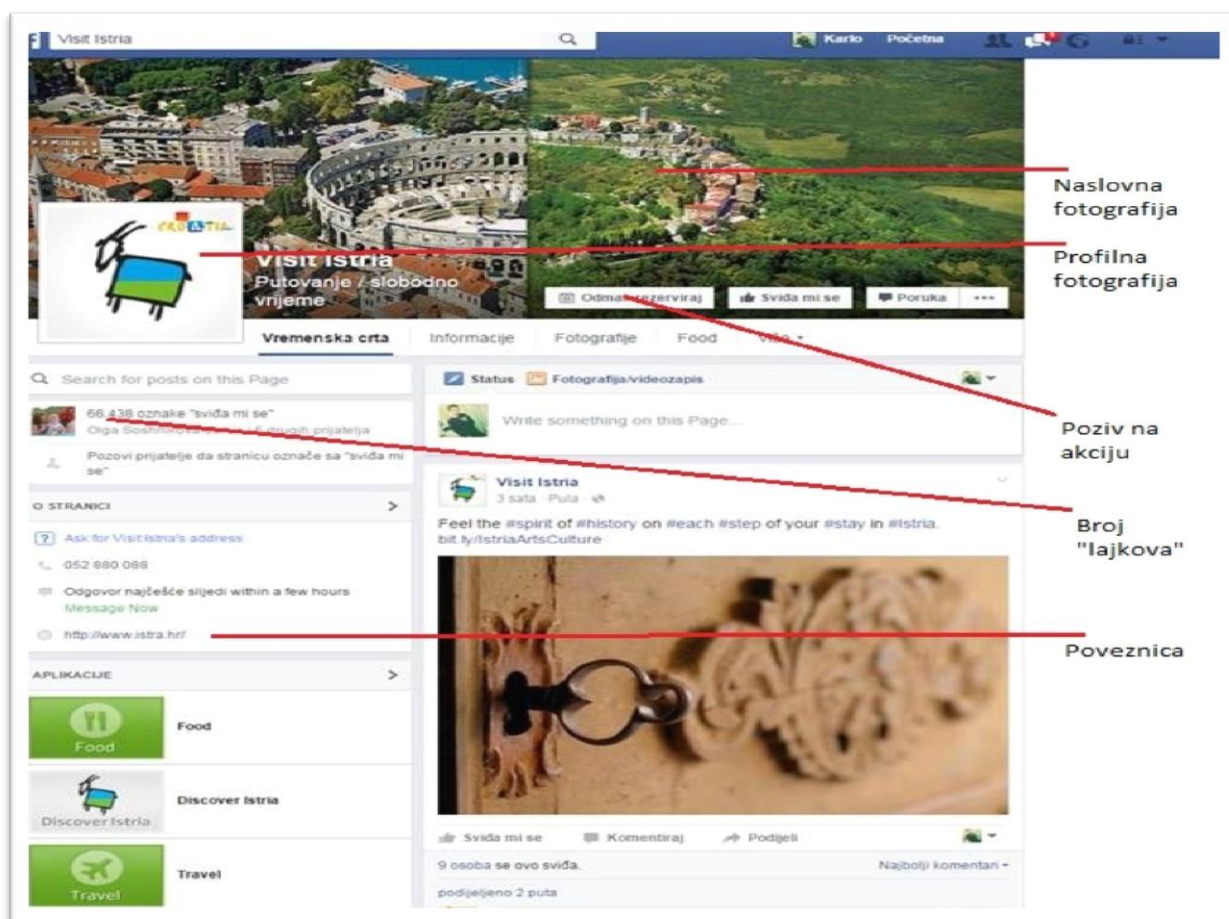 Visit Istria
Karlo Početna
CROATIA
Visit Istria
Putovanje / slobodno
vrijeme
Odmah rezerviraj
Sviđa mi se
Poruka
Vremenska crta
Informacije
Fotografije
Food
Više
Search for posts on this Page
66.438 oznake "sviđa mi se"
Olga Soshnikova
6 drugih prijatelja
Pozovi prijatelje da stranicu označe sa "sviđa mi
se"
O STRANICI
Ask for Visit Istria's address
052 880 088
Odgovor najčešće slijedi within a few hours
Message Now
http://www.istra.hr/
APLIKACIJE
Food
Food
Discover Istria
Discover Istria
Travel
Travel
Status Fotografija/videozapis
Write something on this Page...
Visit Istria
3 sata · Pula ·
Feel the #spirit of #history on #each #step of your #stay in #Istria.
bit.ly/IstriaArtsCulture
Sviđa mi se Komentiraj Podijeli
9 osoba se ovo sviđa.
Najbolji komentari
podijeljeno 2 puta
Naslovna
fotografija
Profilna
fotografija
Poziv na
akciju
Broj
"lajkova"
Poveznica